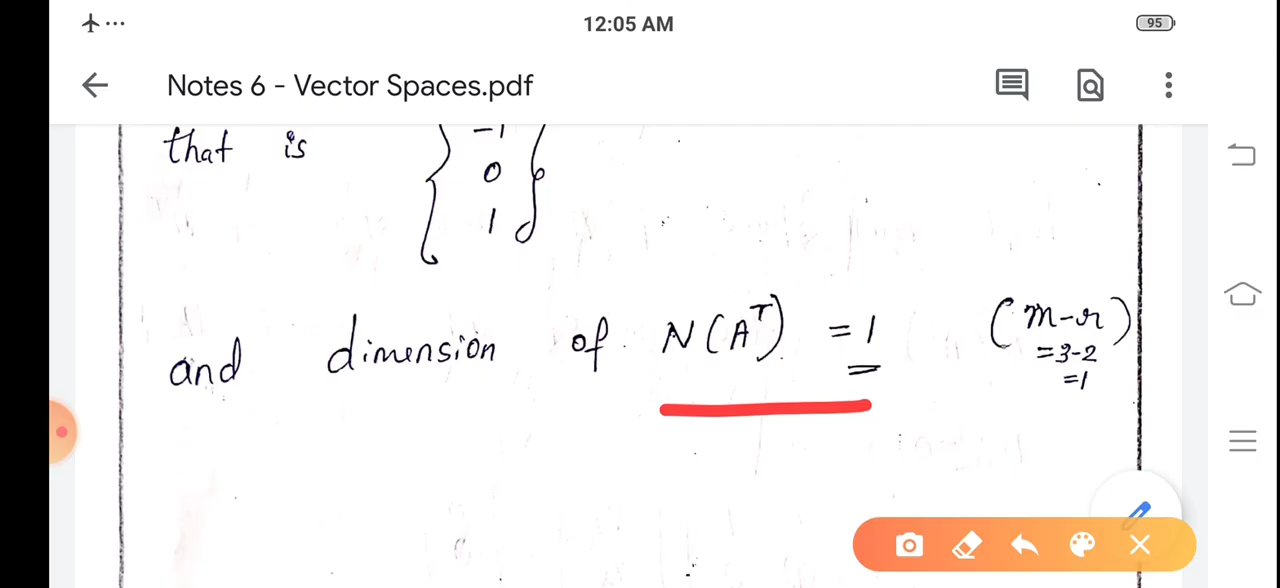 12:05 AM
95
Notes 6 - Vector Spaces.pdf
-1
that is
0
1
and dimension of N(Aᵀ) = 1 (m-r)
=3-2
=1